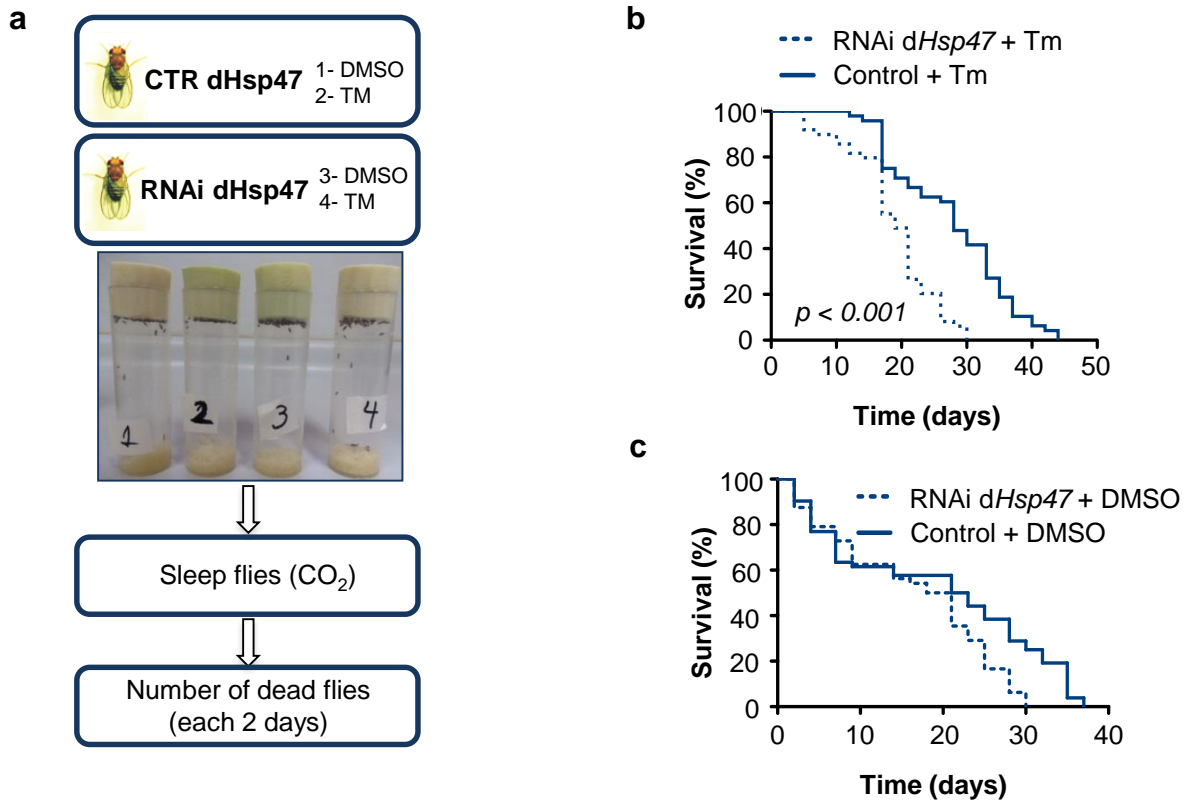 a
CTR dHsp47
1- DMSO
2- TM
RNAi dHsp47
3- DMSO
4- TM
1
2
3
4
Sleep flies (CO₂)
Number of dead flies
(each 2 days)
b
RNAi dHsp47 + Tm
Control + Tm
Survival (%)
100
80
60
40
20
0
p < 0.001
0 10 20 30 40 50
Time (days)
c
RNAi dHsp47 + DMSO
Control + DMSO
Survival (%)
100
80
60
40
20
0
0 10 20 30 40
Time (days)